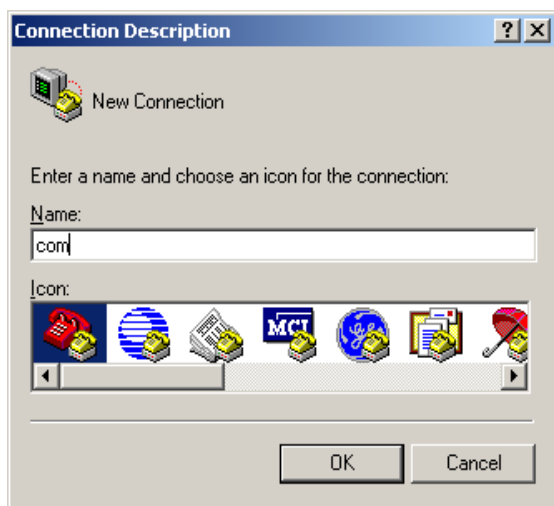 Connection Description
New Connection
Enter a name and choose an icon for the connection:
Name:
com
Icon:
MCI
OK Cancel